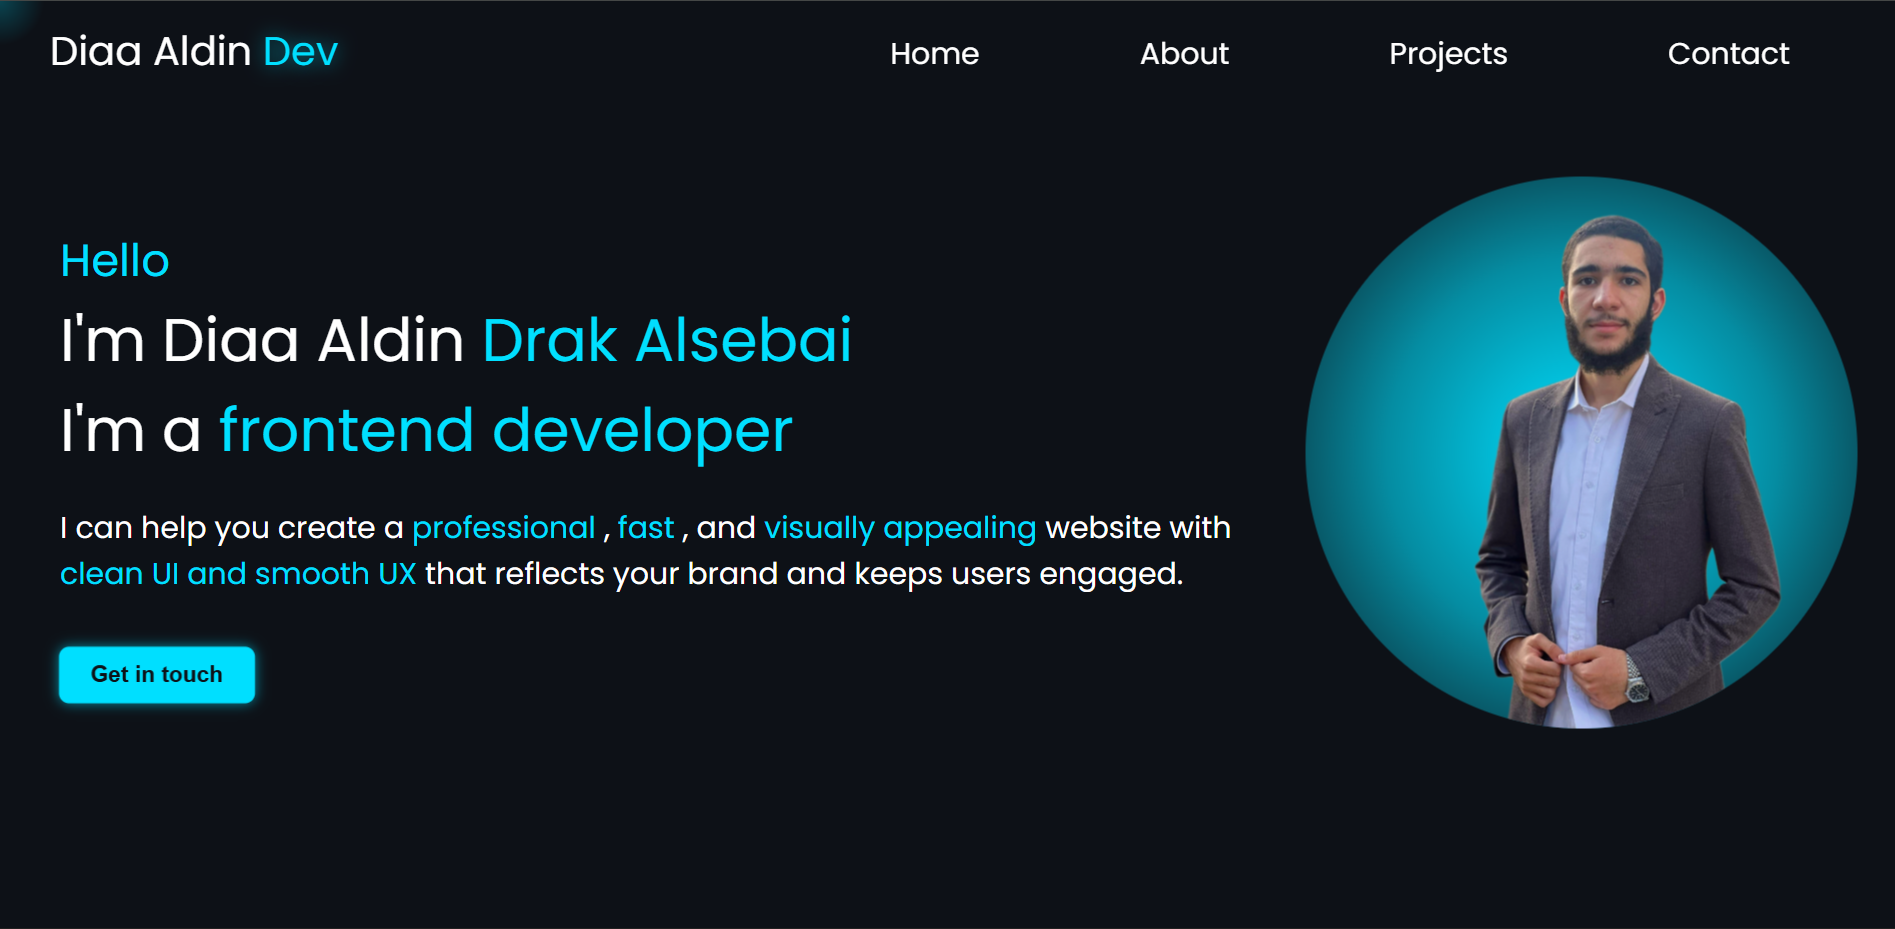 Diaa Aldin Dev
Home About Projects Contact
Hello
I'm Diaa Aldin Drak Alsebai
I'm a frontend developer
I can help you create a professional , fast , and visually appealing website with
clean UI and smooth UX that reflects your brand and keeps users engaged.
Get in touch